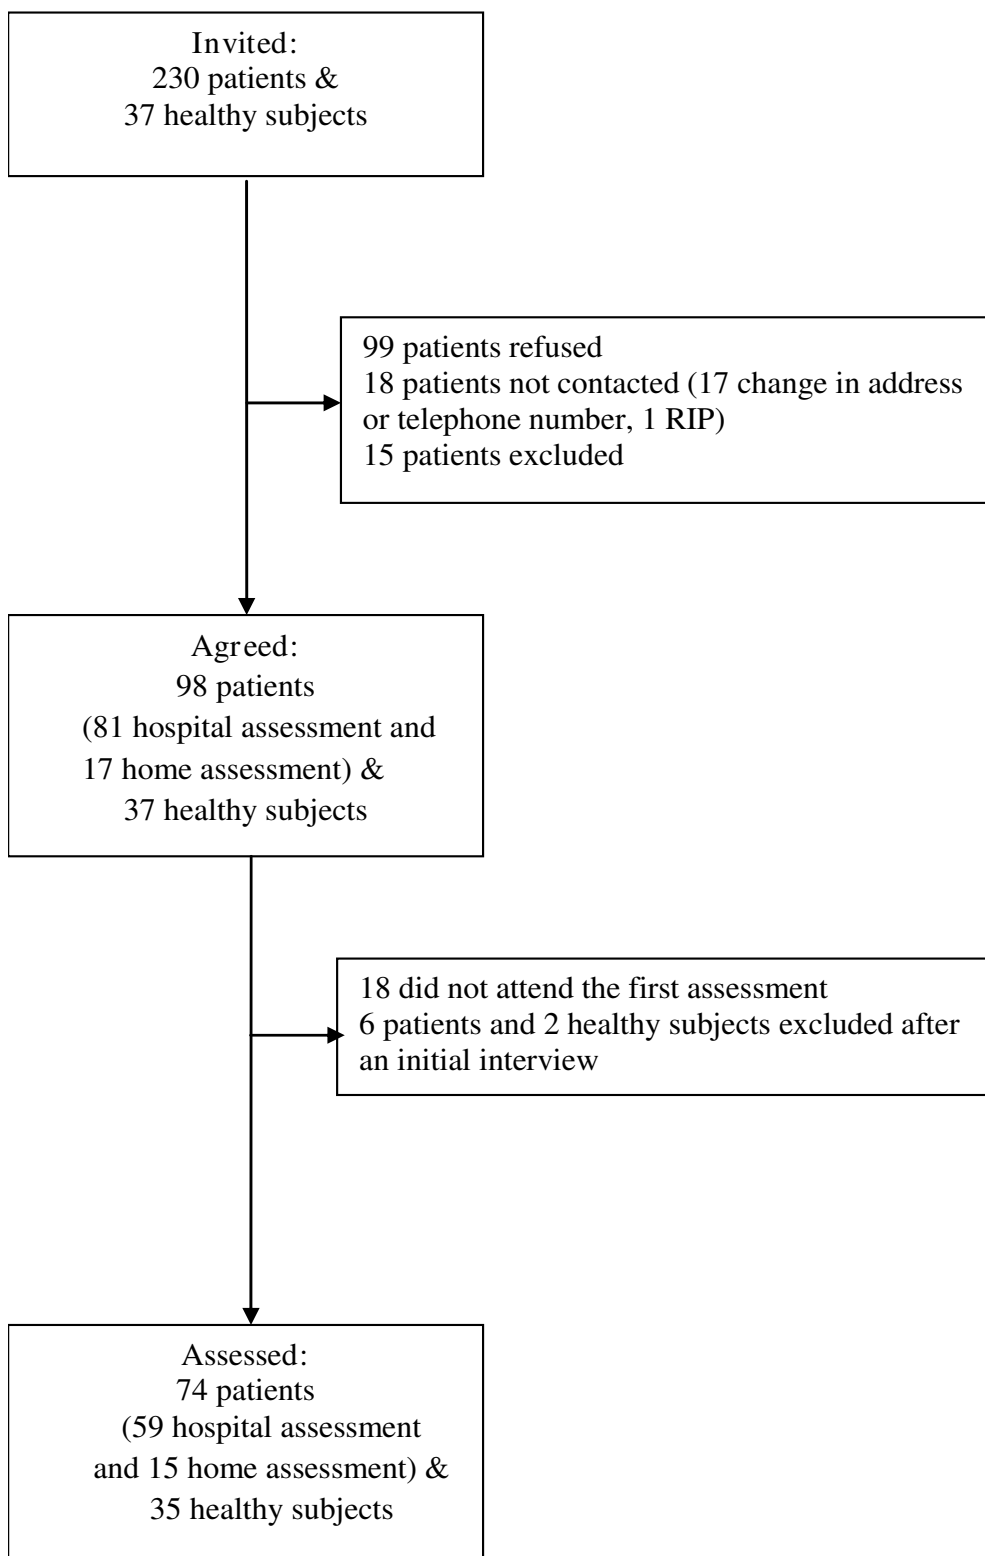 Invited:
230 patients &
37 healthy subjects
99 patients refused
18 patients not contacted (17 change in address
or telephone number, 1 RIP)
15 patients excluded
Agreed:
98 patients
(81 hospital assessment and
17 home assessment) &
37 healthy subjects
18 did not attend the first assessment
6 patients and 2 healthy subjects excluded after
an initial interview
Assessed:
74 patients
(59 hospital assessment
and 15 home assessment) &
35 healthy subjects